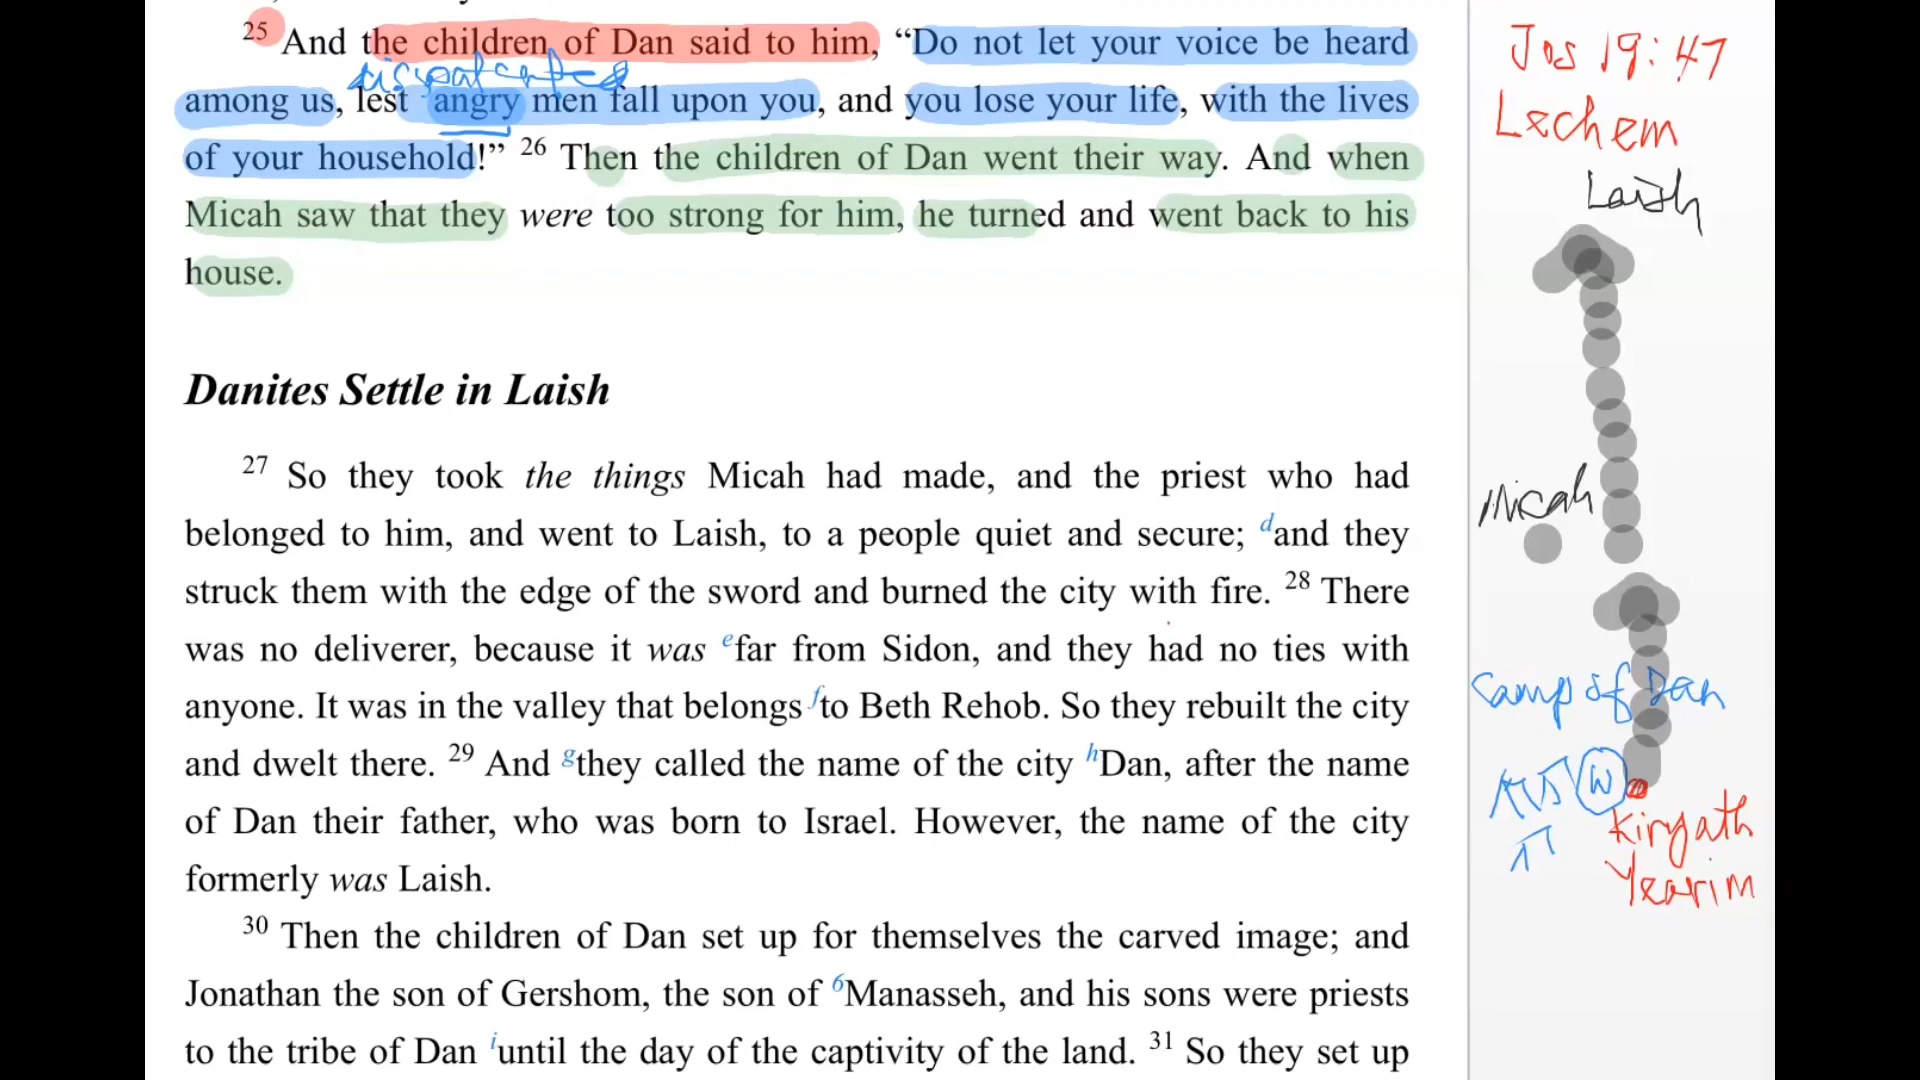 25 And the children of Dan said to him, “Do not let your voice be heard
among us, lest angry men fall upon you, and you lose your life, with the lives
of your household!” 26 Then the children of Dan went their way. And when
Micah saw that they were too strong for him, he turned and went back to his
house.
Danites Settle in Laish
27 So they took the things Micah had made, and the priest who had
belonged to him, and went to Laish, to a people quiet and secure; d and they
struck them with the edge of the sword and burned the city with fire. 28 There
was no deliverer, because it was e far from Sidon, and they had no ties with
anyone. It was in the valley that belongs f to Beth Rehob. So they rebuilt the city
and dwelt there. 29 And g they called the name of the city h Dan, after the name
of Dan their father, who was born to Israel. However, the name of the city
formerly was Laish.
30 Then the children of Dan set up for themselves the carved image; and
Jonathan the son of Gershom, the son of 6 Manasseh, and his sons were priests
to the tribe of Dan i until the day of the captivity of the land. 31 So they set up
Jos 19:47
Lechem
Laish
Micah
Camp of Dan
W
Kiryath
Yearim